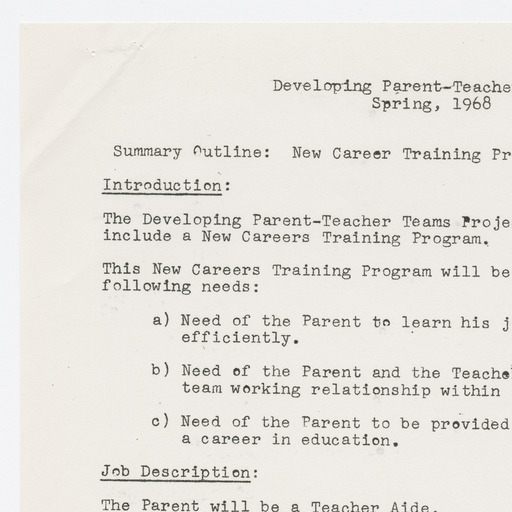 Developing Parent-Teache
Spring, 1968
Summary Outline: New Career Training Pr
Introduction:
The Developing Parent-Teacher Teams Proje
include a New Careers Training Program.
This New Careers Training Program will be
following needs:
a) Need of the Parent to learn his j
efficiently.
b) Need of the Parent and the Teache
team working relationship within
c) Need of the Parent to be provided
a career in education.
Job Description:
The Parent will be a Teacher Aide.